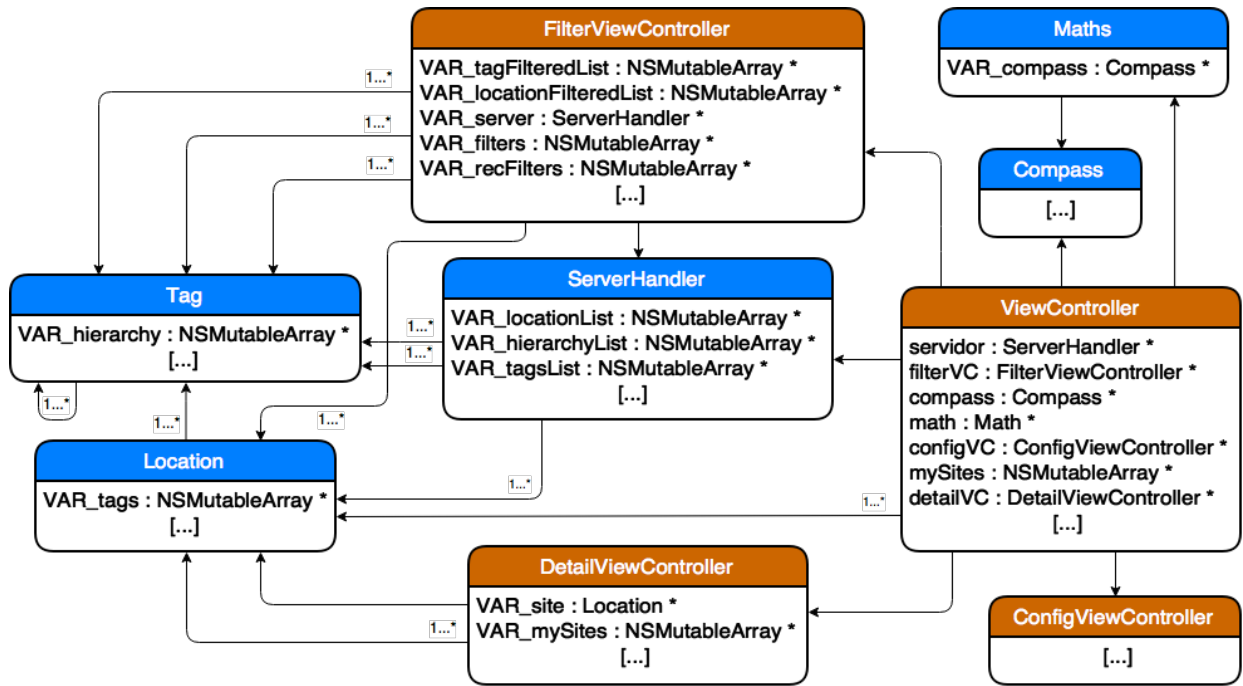 FilterViewController
VAR_tagFilteredList : NSMutableArray *
VAR_locationFilteredList : NSMutableArray *
VAR_server : ServerHandler *
VAR_filters : NSMutableArray *
VAR_recFilters : NSMutableArray *
[...]
Maths
VAR_compass : Compass *
Compass
[...]
1...*
1...*
1...*
Tag
VAR_hierarchy : NSMutableArray *
[...]
1...*
ServerHandler
VAR_locationList : NSMutableArray *
VAR_hierarchyList : NSMutableArray *
VAR_tagsList : NSMutableArray *
[...]
1...*
1...*
ViewController
servidor : ServerHandler *
filterVC : FilterViewController *
compass : Compass *
math : Math *
configVC : ConfigViewController *
mySites : NSMutableArray *
detailVC : DetailViewController *
[...]
1...*
1...*
Location
VAR_tags : NSMutableArray *
[...]
1...*
1...*
DetailViewController
VAR_site : Location *
VAR_mySites : NSMutableArray *
[...]
1...*
ConfigViewController
[...]